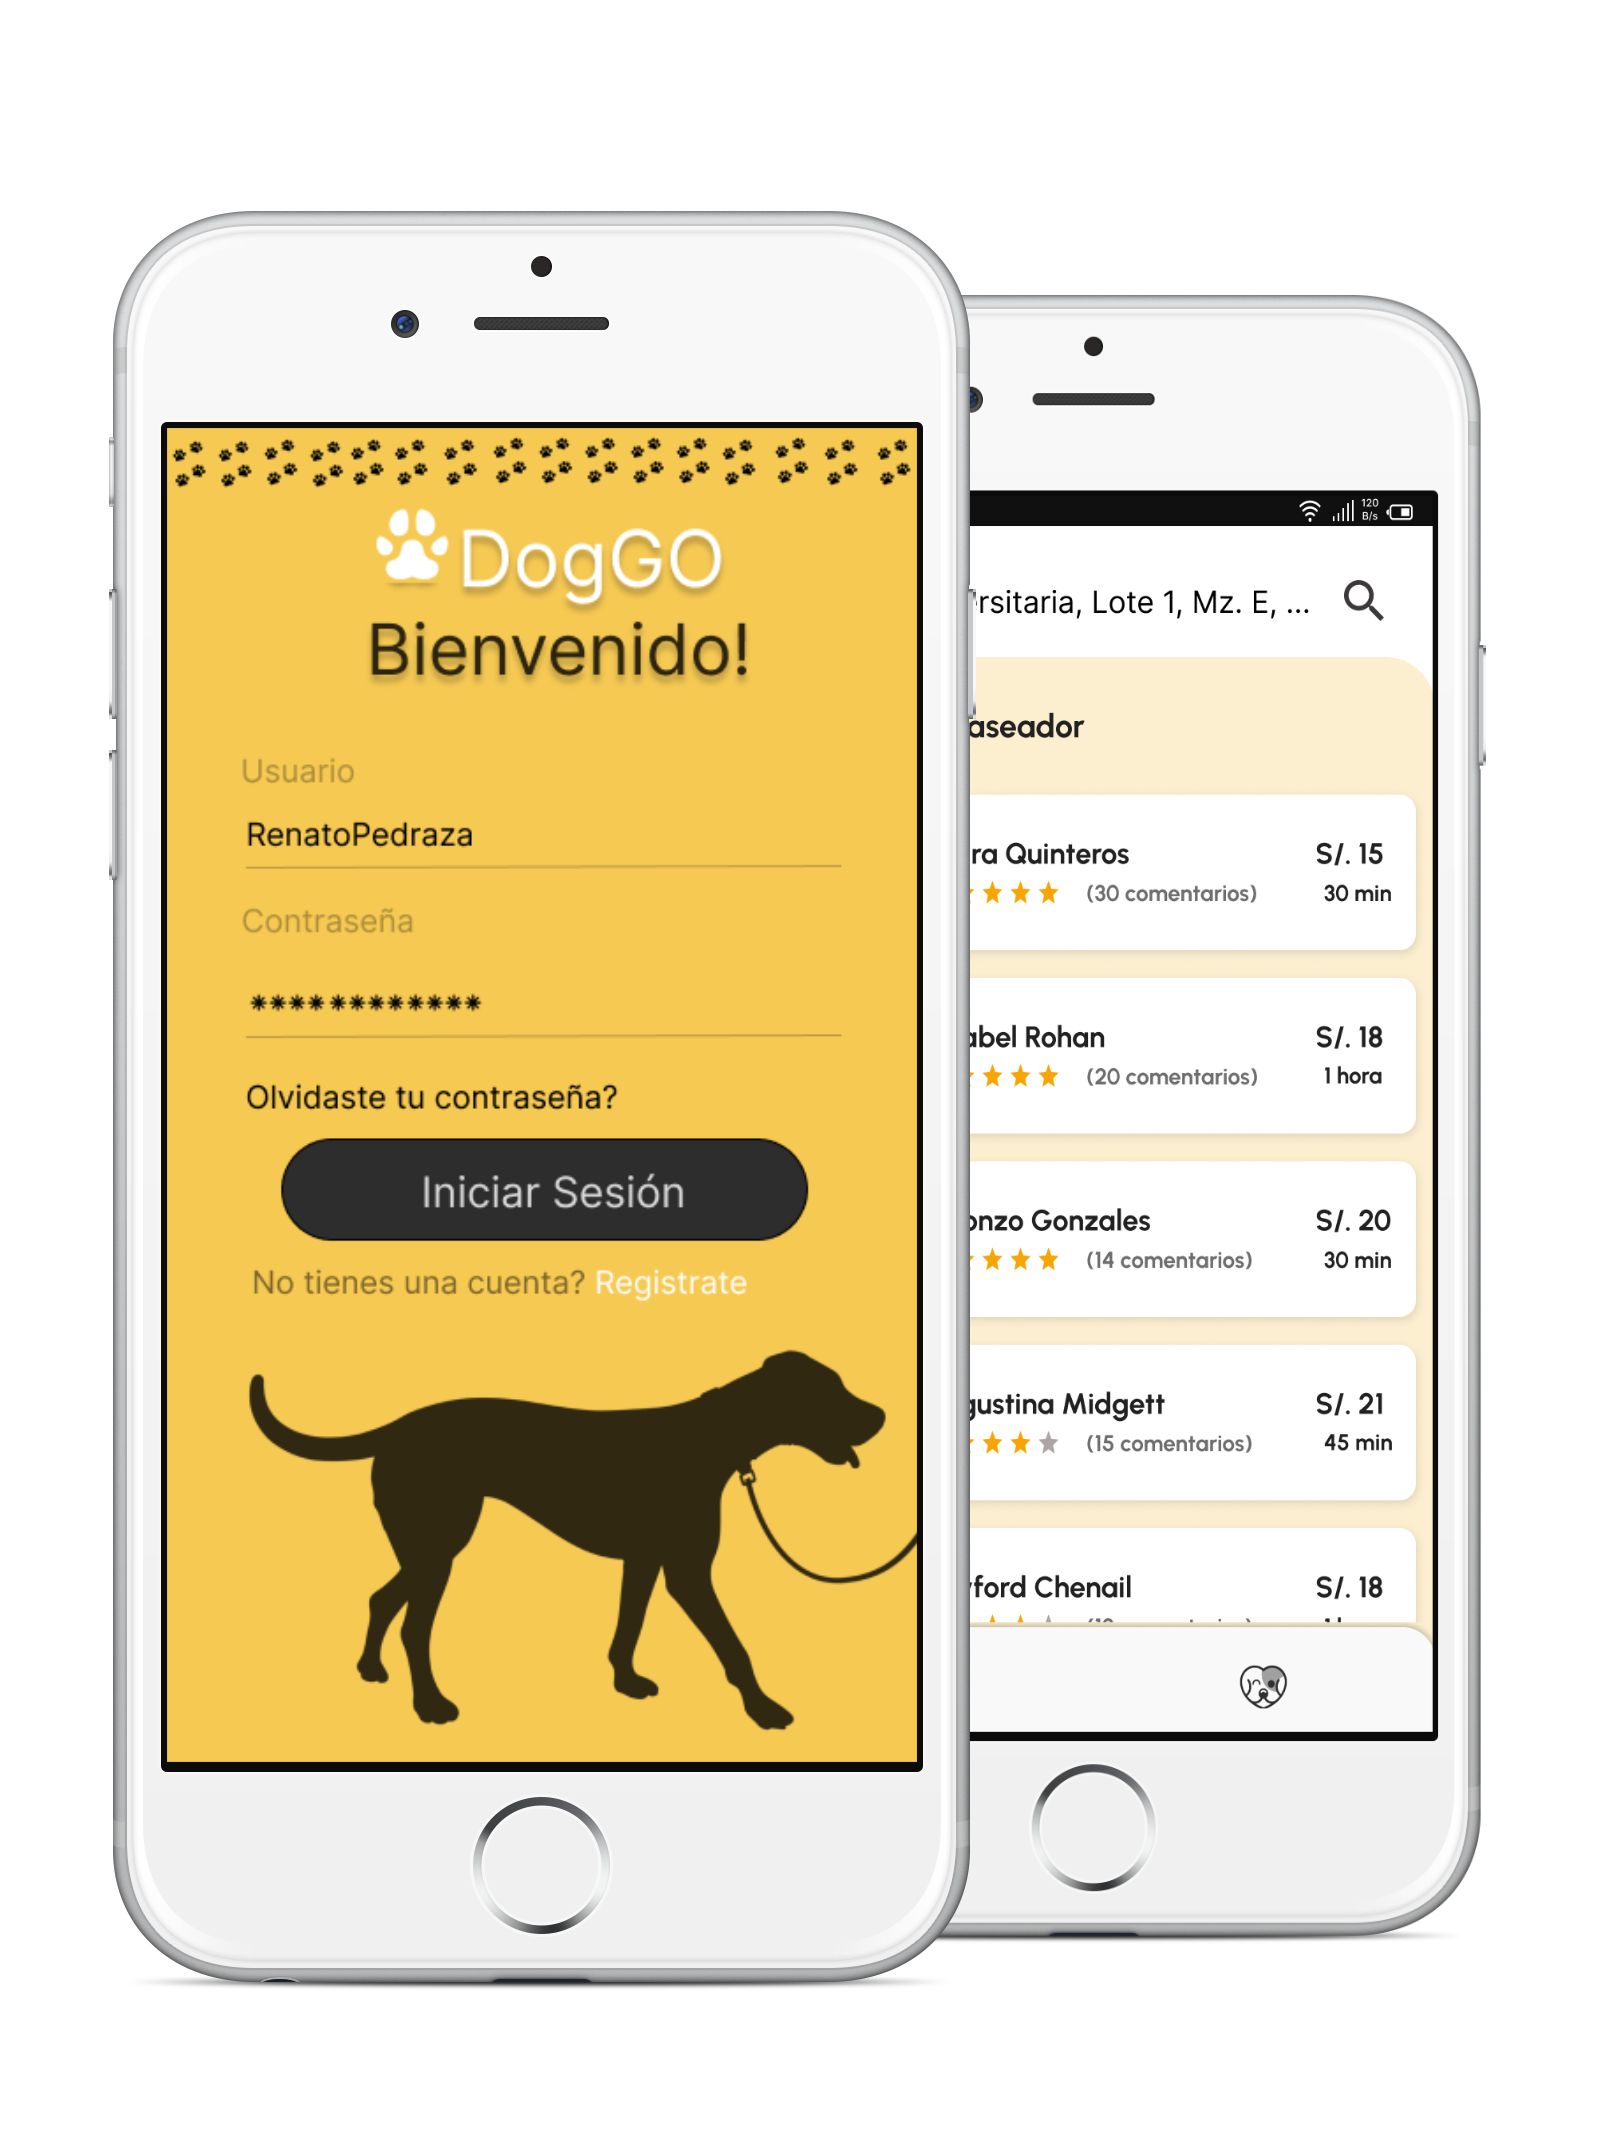 DogGO
Bienvenido!
Usuario
RenatoPedraza
Contraseña
************
Olvidaste tu contraseña?
Iniciar Sesión
No tienes una cuenta? Registrate
120
B/s
rsitaria, Lote 1, Mz. E, ...
aseador
ra Quinteros S/. 15
(30 comentarios) 30 min
abel Rohan S/. 18
(20 comentarios) 1 hora
onzo Gonzales S/. 20
(14 comentarios) 30 min
gustina Midgett S/. 21
(15 comentarios) 45 min
ford Chenail S/. 18